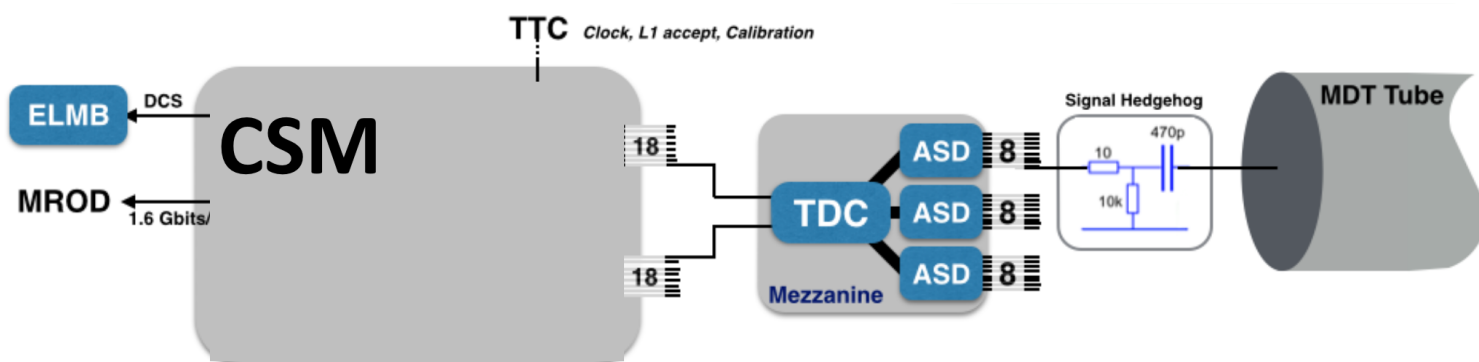 TTC Clock, L1 accept, Calibration
ELMB
DCS
CSM
MROD
1.6 Gbits/
18
18
TDC
ASD
ASD
ASD
8
8
8
Mezzanine
Signal Hedgehog
470p
10
10k
MDT Tube